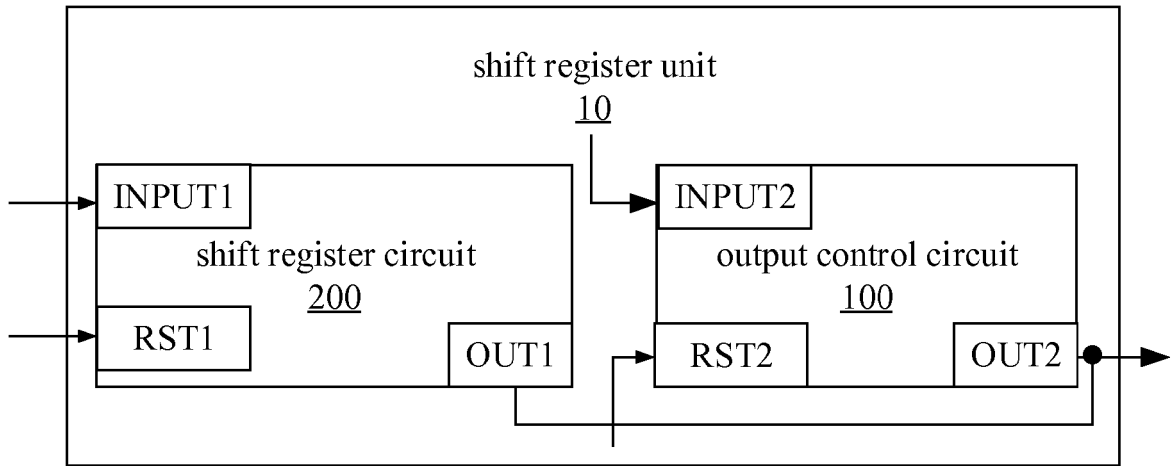 shift register unit
10
INPUT1
shift register circuit
200
RST1
OUT1
INPUT2
output control circuit
100
RST2
OUT2